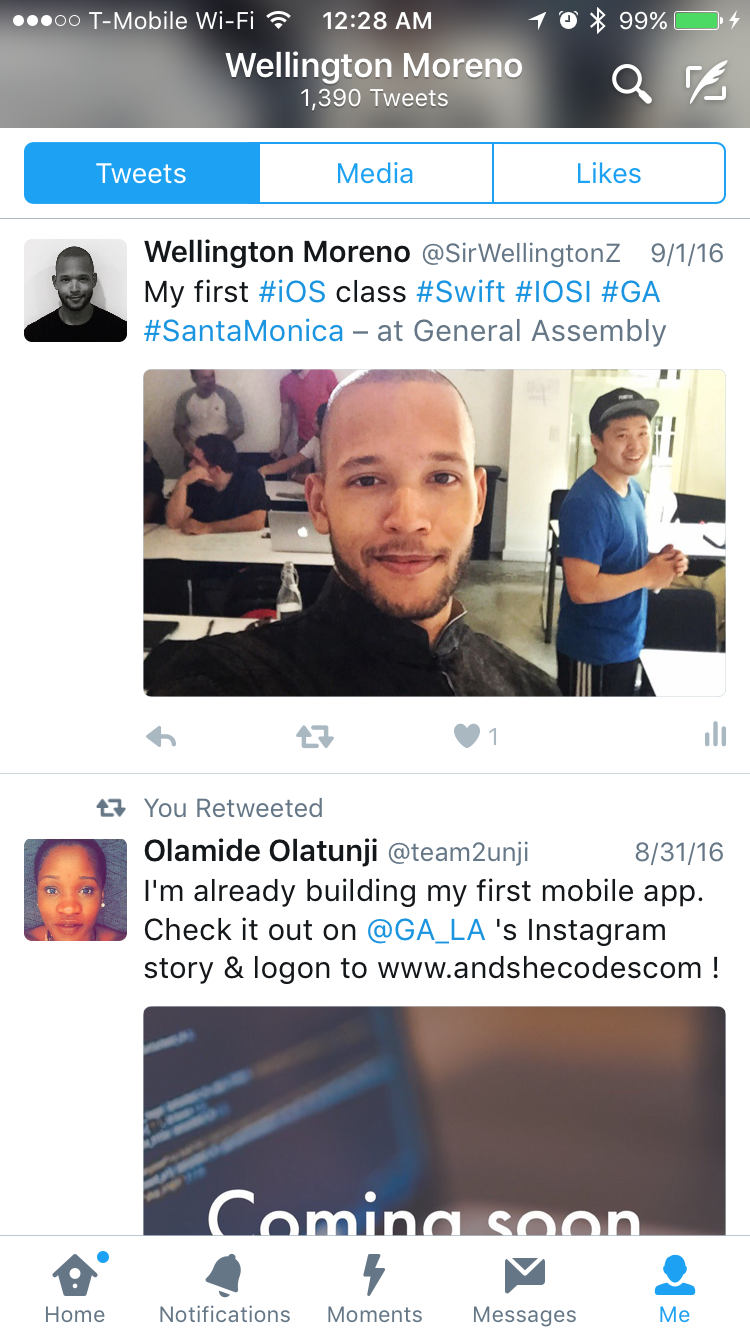 T-Mobile Wi-Fi 12:28 AM 99%
Wellington Moreno
1,390 Tweets
Tweets Media Likes
Wellington Moreno @SirWellingtonZ 9/1/16
My first #iOS class #Swift #IOSI #GA
#SantaMonica – at General Assembly
1
You Retweeted
Olamide Olatunji @team2unji 8/31/16
I'm already building my first mobile app.
Check it out on @GA_LA 's Instagram
story & logon to www.andshecodescom !
Coming soon
Home Notifications Moments Messages Me